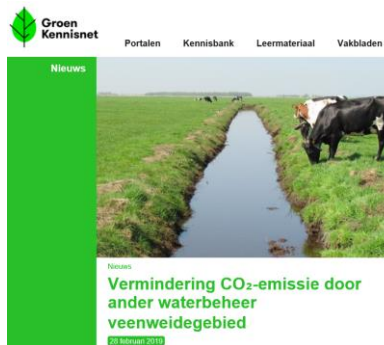 Groen
Kennisnet
Portalen Kennisbank Leermateriaal Vakbladen
Nieuws
Nieuws
Vermindering CO₂-emissie door
ander waterbeheer
veenweidegebied
28 februari 2019